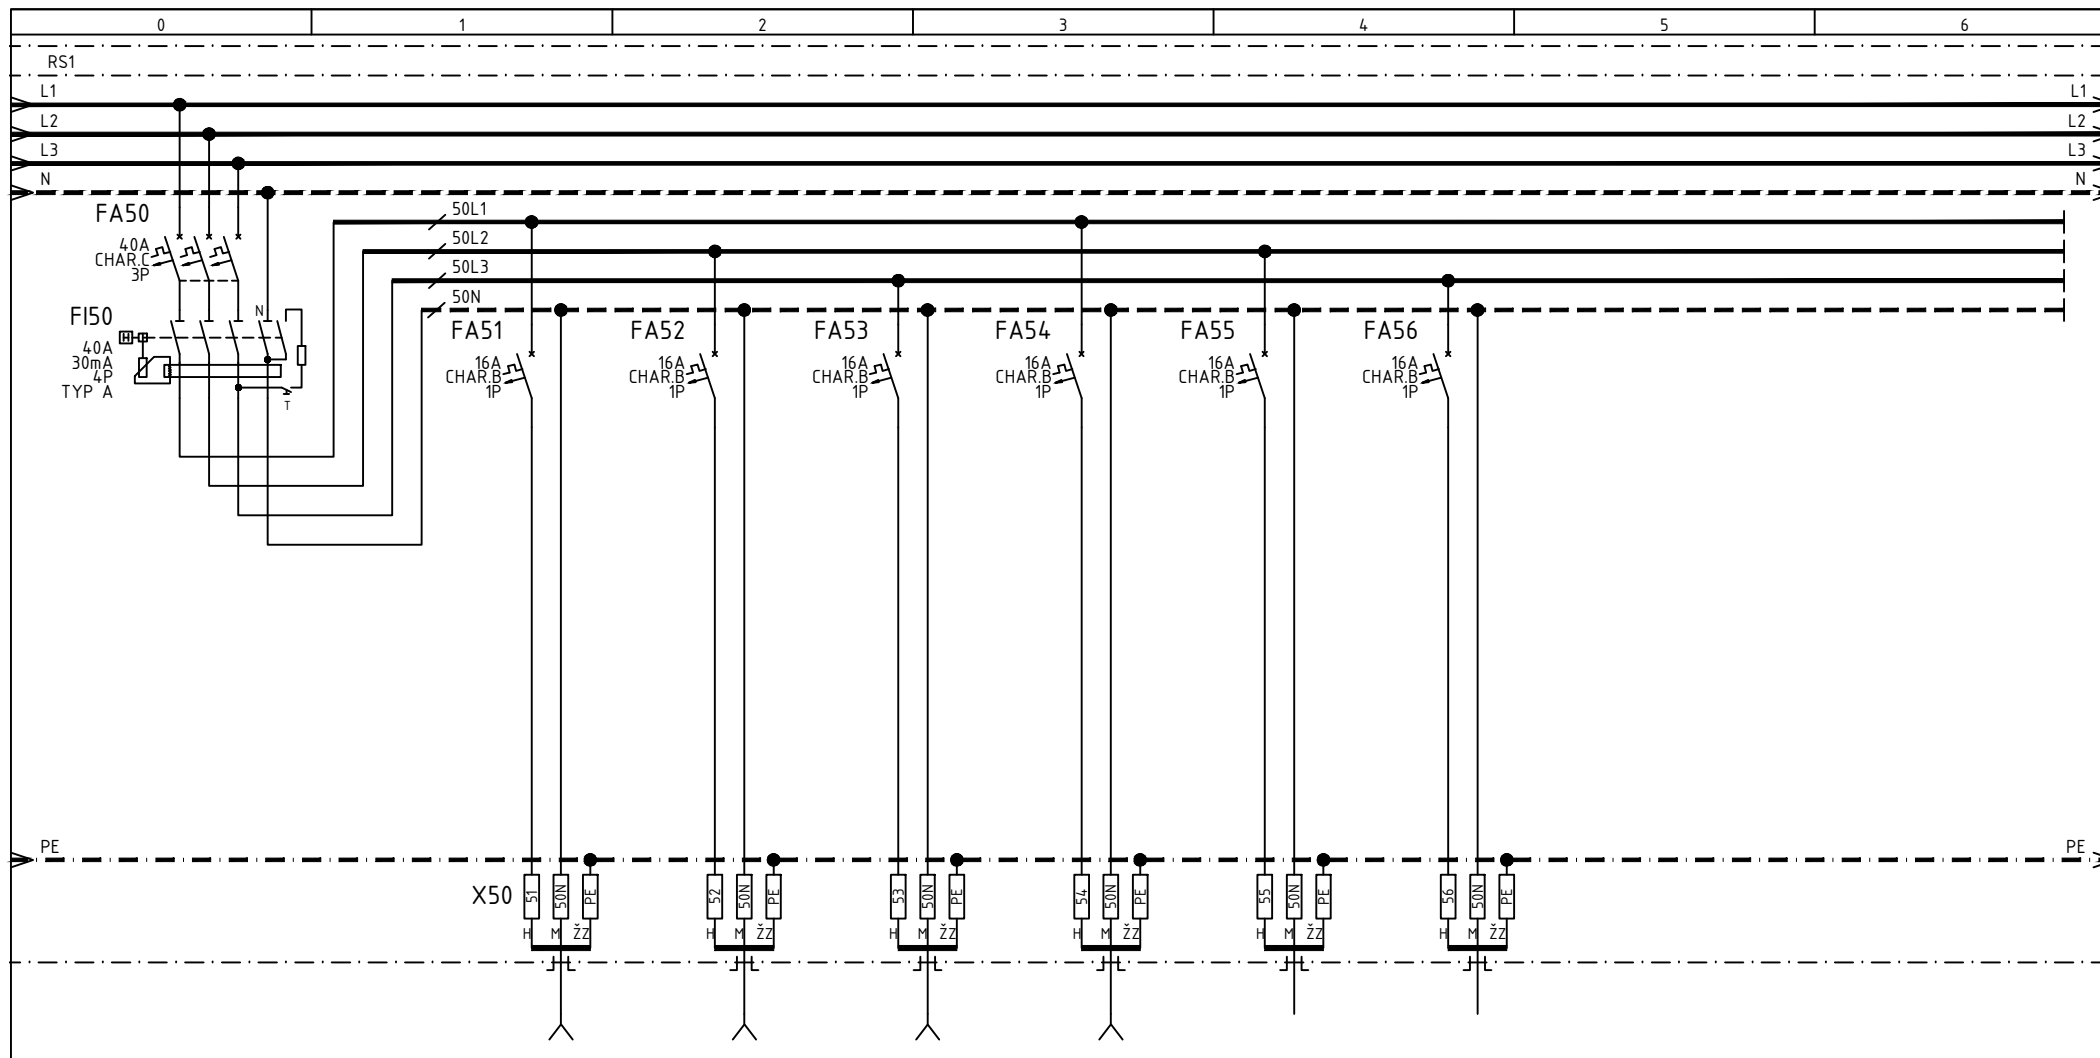 0 1 2 3 4 5 6
RS1
L1 L1
L2 L2
L3 L3
N N
FA50
40A
CHAR.C
3P
50L1
50L2
50L3
50N
FI50
40A
30mA
4P
TYP A
N
T
FA51
16A
CHAR.B
1P
FA52
16A
CHAR.B
1P
FA53
16A
CHAR.B
1P
FA54
16A
CHAR.B
1P
FA55
16A
CHAR.B
1P
FA56
16A
CHAR.B
1P
PE PE
X50
51 50N PE
52 50N PE
53 50N PE
54 50N PE
55 50N PE
56 50N PE
H M ŽZ
H M ŽZ
H M ŽZ
H M ŽZ
H M ŽZ
H M ŽZ